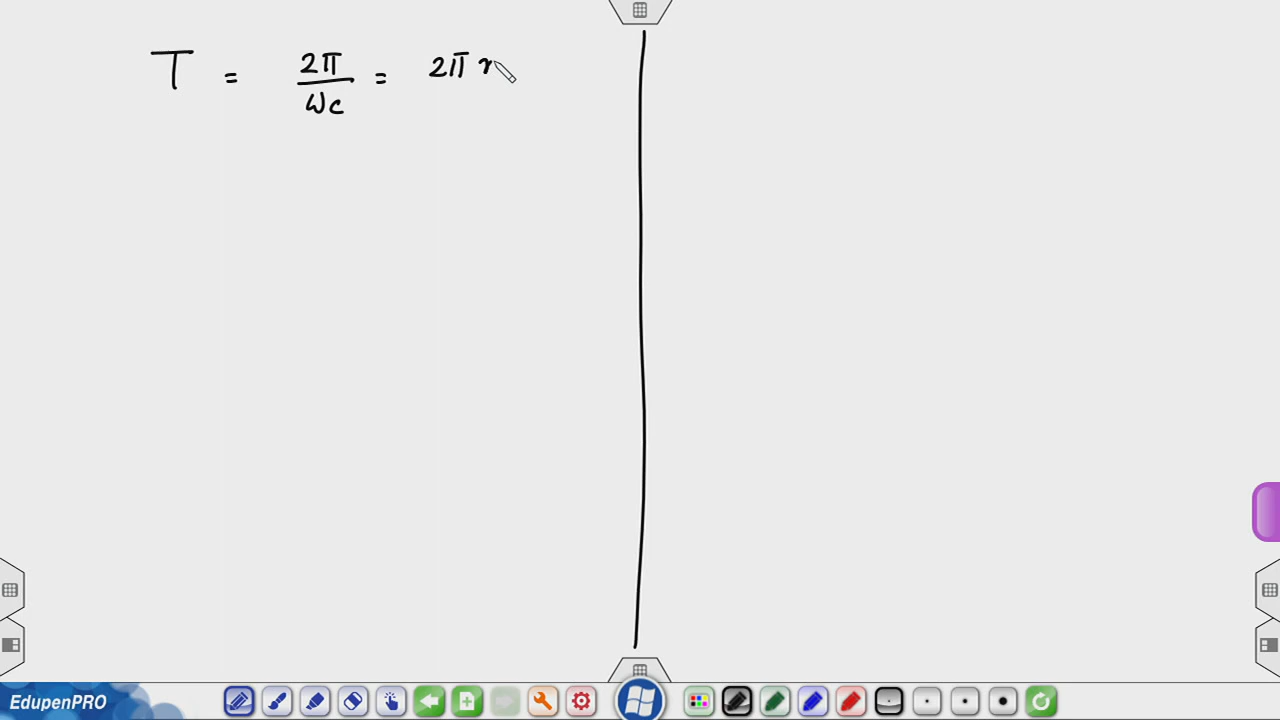 T = 2π / ωc = 2π
EdupenPRO